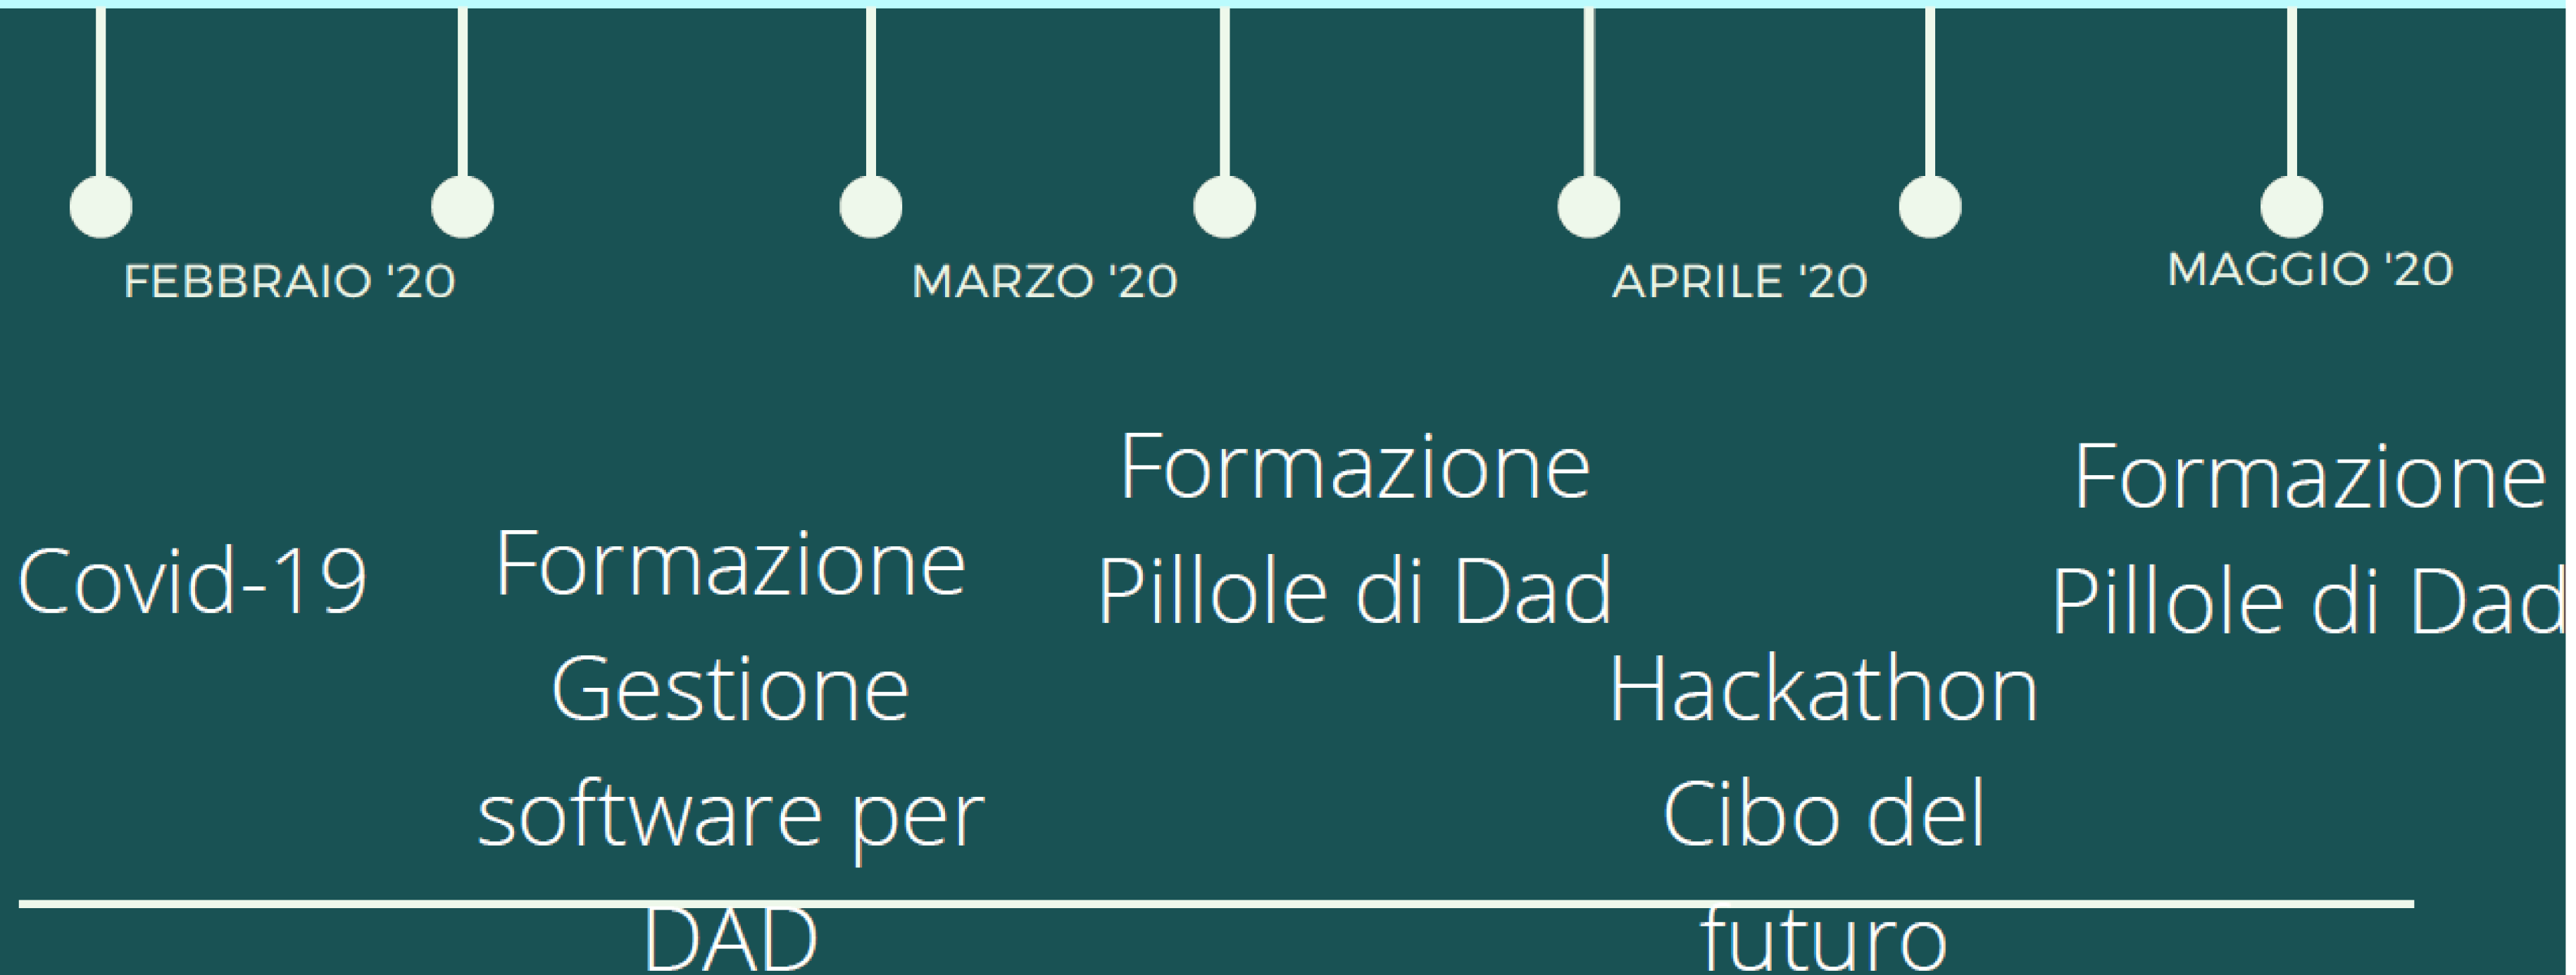 FEBBRAIO '20
MARZO '20
APRILE '20
MAGGIO '20
Covid-19
Formazione
Gestione
software per
DAD
Formazione
Pillole di Dad
Hackathon
Cibo del
futuro
Formazione
Pillole di Dad